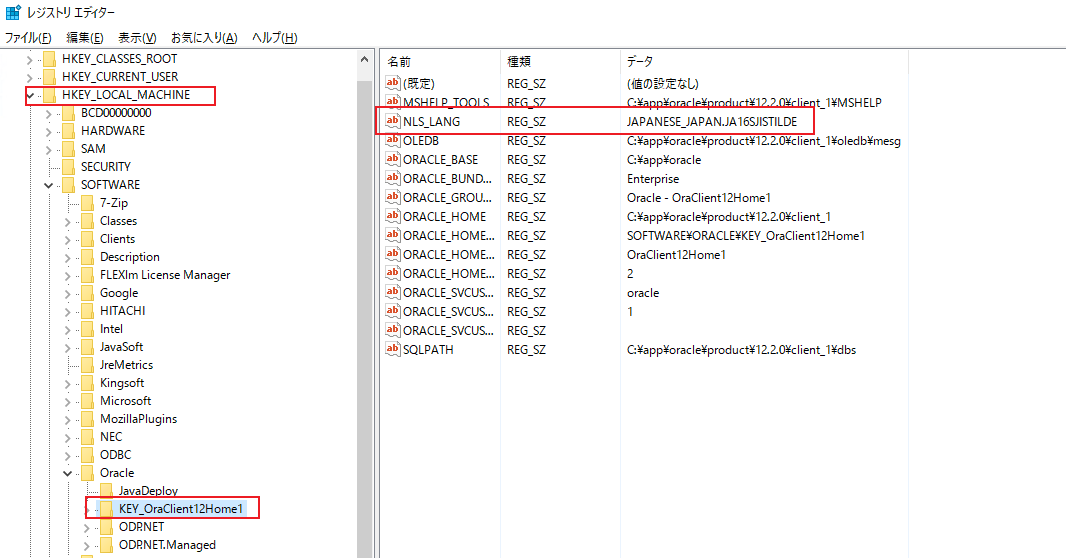 レジストリ エディター
ファイル(F) 編集(E) 表示(V) お気に入り(A) ヘルプ(H)
HKEY_CLASSES_ROOT
HKEY_CURRENT_USER
HKEY_LOCAL_MACHINE
BCD00000000
HARDWARE
SAM
SECURITY
SOFTWARE
7-Zip
Classes
Clients
Description
FLEXlm License Manager
Google
HITACHI
Intel
JavaSoft
JreMetrics
Kingsoft
Microsoft
MozillaPlugins
NEC
ODBC
Oracle
JavaDeploy
KEY_OraClient12Home1
ODP.NET
ODP.NET.Managed
名前 種類 データ
(既定) REG_SZ (値の設定なし)
MSHELP_TOOLS REG_SZ C:¥app¥oracle¥product¥12.2.0¥client_1¥MSHELP
NLS_LANG REG_SZ JAPANESE_JAPAN.JA16SJISTILDE
OLEDB REG_SZ C:¥app¥oracle¥product¥12.2.0¥client_1¥oledb¥mesg
ORACLE_BASE REG_SZ C:¥app¥oracle
ORACLE_BUND... REG_SZ Enterprise
ORACLE_GROU... REG_SZ Oracle - OraClient12Home1
ORACLE_HOME REG_SZ C:¥app¥oracle¥product¥12.2.0¥client_1
ORACLE_HOME... REG_SZ SOFTWARE¥ORACLE¥KEY_OraClient12Home1
ORACLE_HOME... REG_SZ OraClient12Home1
ORACLE_HOME... REG_SZ 2
ORACLE_SVCUS... REG_SZ oracle
ORACLE_SVCUS... REG_SZ 1
ORACLE_SVCUS... REG_SZ
SQLPATH REG_SZ C:¥app¥oracle¥product¥12.2.0¥client_1¥dbs